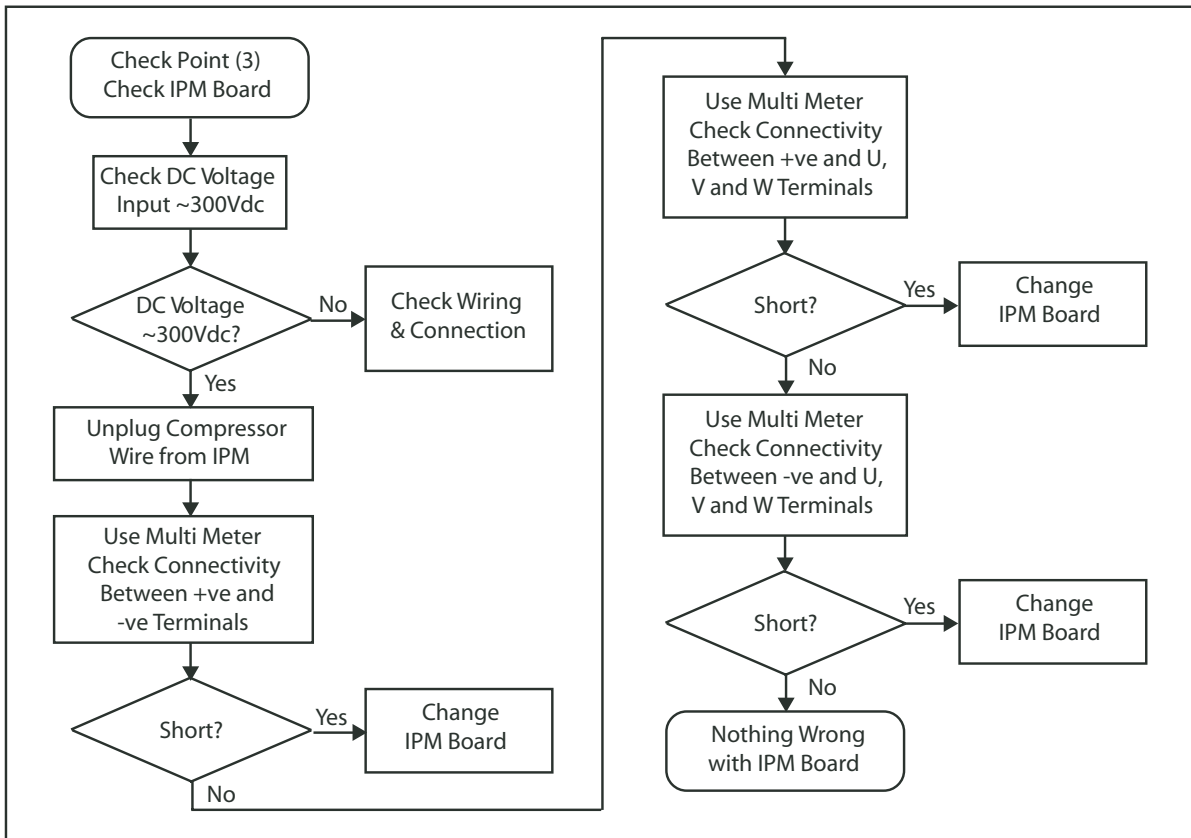 Check Point (3)
Check IPM Board
Check DC Voltage
Input ~300Vdc
DC Voltage
~300Vdc?
No
Check Wiring
& Connection
Yes
Unplug Compressor
Wire from IPM
Use Multi Meter
Check Connectivity
Between +ve and
-ve Terminals
Short?
Yes
Change
IPM Board
No
Use Multi Meter
Check Connectivity
Between +ve and U,
V and W Terminals
Short?
Yes
Change
IPM Board
No
Use Multi Meter
Check Connectivity
Between -ve and U,
V and W Terminals
Short?
Yes
Change
IPM Board
No
Nothing Wrong
with IPM Board